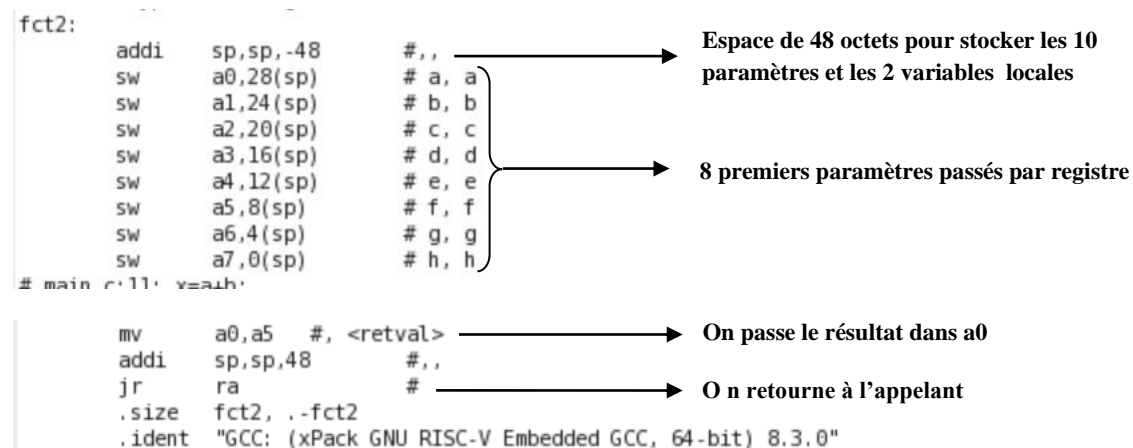 fct2:
addi sp,sp,-48 #,,
Espace de 48 octets pour stocker les 10
paramètres et les 2 variables locales
sw a0,28(sp) # a, a
sw a1,24(sp) # b, b
sw a2,20(sp) # c, c
sw a3,16(sp) # d, d
sw a4,12(sp) # e, e
sw a5,8(sp) # f, f
sw a6,4(sp) # g, g
sw a7,0(sp) # h, h
8 premiers paramètres passés par registre
# main.c:11: x=a+b;
mv a0,a5 #, <retval>
On passe le résultat dans a0
addi sp,sp,48 #,,
jr ra #
O n retourne à l’appelant
.size fct2, .-fct2
.ident "GCC: (xPack GNU RISC-V Embedded GCC, 64-bit) 8.3.0"